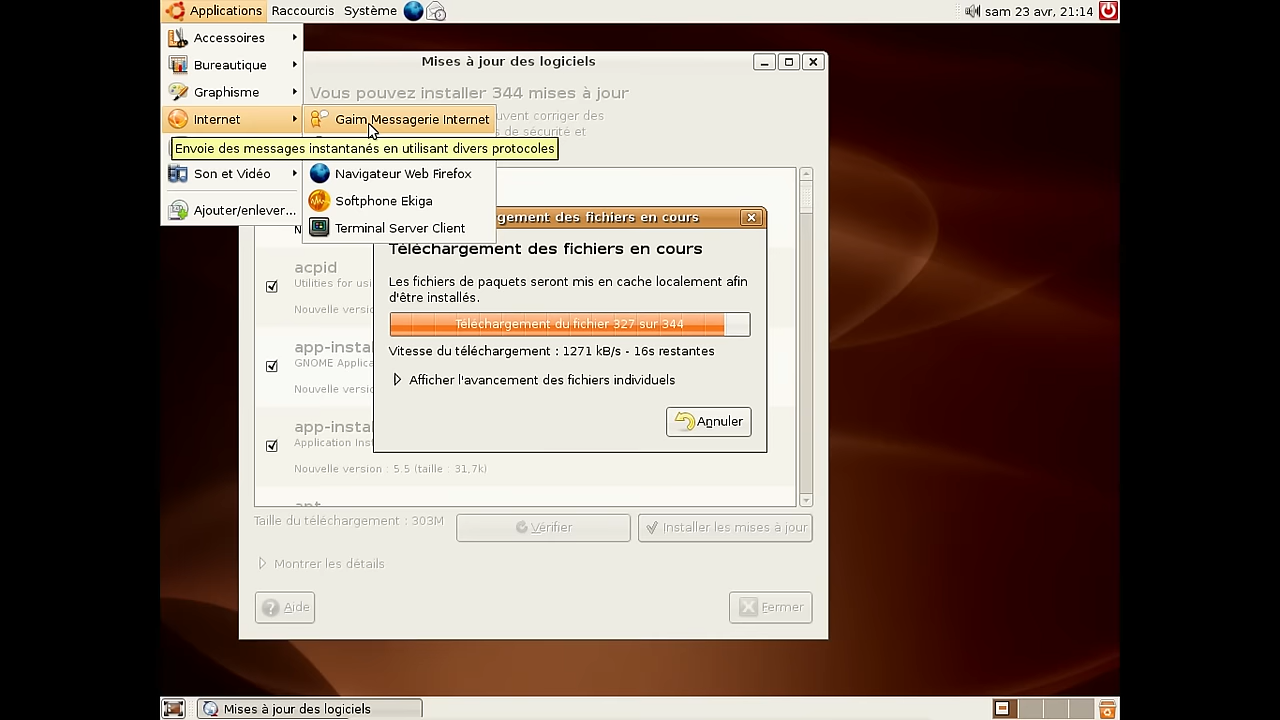 Applications Raccourcis Système sam 23 avr, 21:14
Accessoires
Bureautique
Graphisme
Internet
Son et Vidéo
Ajouter/enlever...
Gaim Messagerie Internet
Envoie des messages instantanés en utilisant divers protocoles
Navigateur Web Firefox
Softphone Ekiga
Terminal Server Client
Mises à jour des logiciels
Vous pouvez installer 344 mises à jour
uvent corriger des
s de sécurité et
N
acpid
Utilities for usi
Nouvelle versio
app-instal
GNOME Applica
Nouvelle versio
app-instal
Application Inst
Nouvelle version : 5.5 (taille : 31,7k)
apt
gement des fichiers en cours
Téléchargement des fichiers en cours
Les fichiers de paquets seront mis en cache localement afin
d'être installés.
Téléchargement du fichier 327 sur 344
Vitesse du téléchargement : 1271 kB/s - 16s restantes
Afficher l'avancement des fichiers individuels
Annuler
Taille du téléchargement : 303M
Vérifier
Installer les mises à jour
Montrer les détails
Aide
Fermer
Mises à jour des logiciels